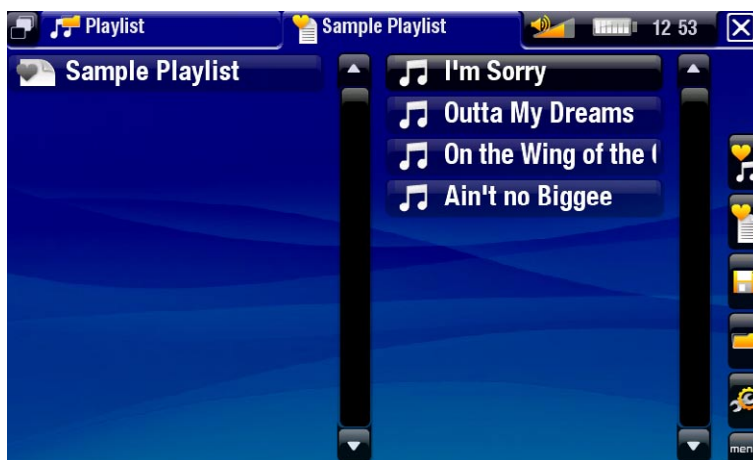 Playlist
Sample Playlist
12 53
Sample Playlist
I'm Sorry
Outta My Dreams
On the Wing of the
Ain't no Biggee
men